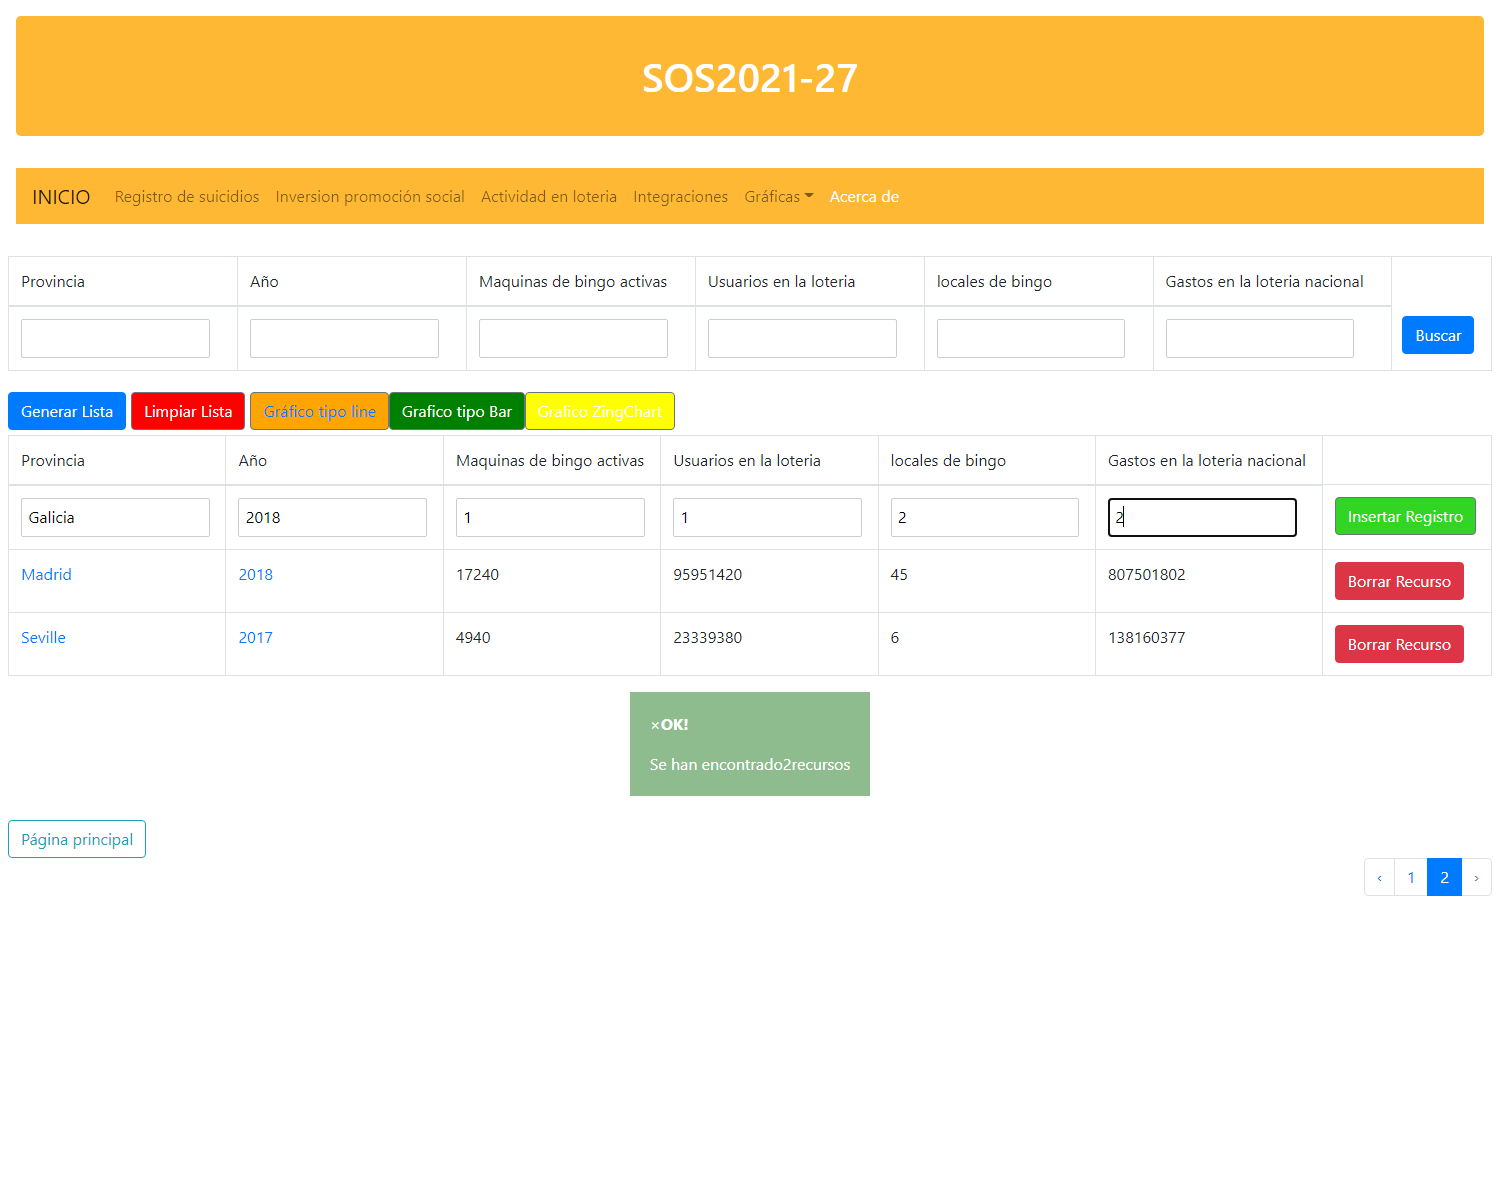 SOS2021-27
INICIO Registro de suicidios Inversion promoción social Actividad en loteria Integraciones Gráficas Acerca de
Provincia Año Maquinas de bingo activas Usuarios en la loteria locales de bingo Gastos en la loteria nacional
Buscar
Generar Lista Limpiar Lista Gráfico tipo line Grafico tipo Bar Grafico ZingChart
Provincia Año Maquinas de bingo activas Usuarios en la loteria locales de bingo Gastos en la loteria nacional
Galicia 2018 1 1 2 2 Insertar Registro
Madrid 2018 17240 95951420 45 807501802 Borrar Recurso
Seville 2017 4940 23339380 6 138160377 Borrar Recurso
×OK!
Se han encontrado2recursos
Página principal
‹ 1 2 ›